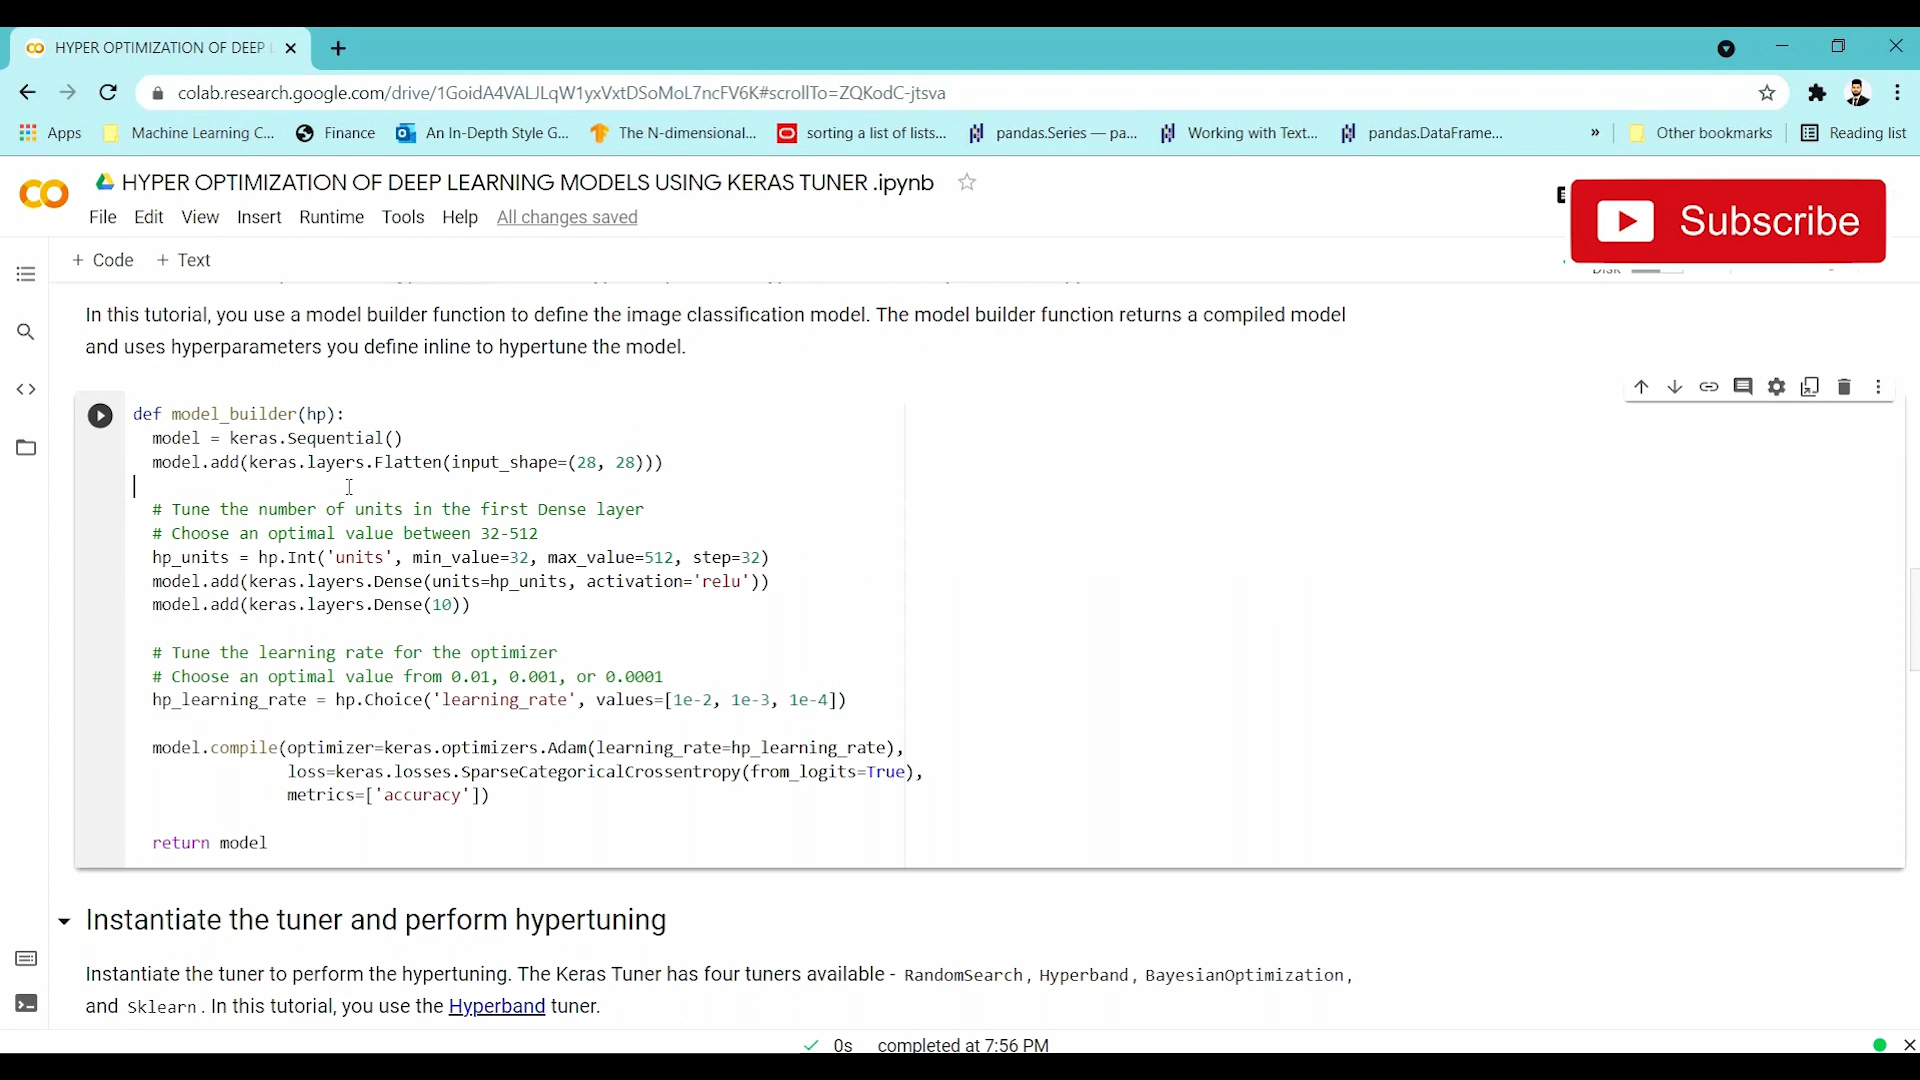 HYPER OPTIMIZATION OF DEEP
colab.research.google.com/drive/1GoidA4VALJLqW1yxVxtDSoMoL7ncFV6K#scrollTo=ZQKodC-jtsva
Apps Machine Learning C... Finance An In-Depth Style G... The N-dimensional... sorting a list of lists... pandas.Series — pa... Working with Text... pandas.DataFrame... » Other bookmarks Reading list
HYPER OPTIMIZATION OF DEEP LEARNING MODELS USING KERAS TUNER .ipynb
Subscribe
File Edit View Insert Runtime Tools Help All changes saved
+ Code + Text
In this tutorial, you use a model builder function to define the image classification model. The model builder function returns a compiled model
and uses hyperparameters you define inline to hypertune the model.
def model_builder(hp):
model = keras.Sequential()
model.add(keras.layers.Flatten(input_shape=(28, 28)))
# Tune the number of units in the first Dense layer
# Choose an optimal value between 32-512
hp_units = hp.Int('units', min_value=32, max_value=512, step=32)
model.add(keras.layers.Dense(units=hp_units, activation='relu'))
model.add(keras.layers.Dense(10))
# Tune the learning rate for the optimizer
# Choose an optimal value from 0.01, 0.001, or 0.0001
hp_learning_rate = hp.Choice('learning_rate', values=[1e-2, 1e-3, 1e-4])
model.compile(optimizer=keras.optimizers.Adam(learning_rate=hp_learning_rate),
loss=keras.losses.SparseCategoricalCrossentropy(from_logits=True),
metrics=['accuracy'])
return model
Instantiate the tuner and perform hypertuning
Instantiate the tuner to perform the hypertuning. The Keras Tuner has four tuners available - RandomSearch, Hyperband, BayesianOptimization,
and Sklearn. In this tutorial, you use the Hyperband tuner.
0s completed at 7:56 PM